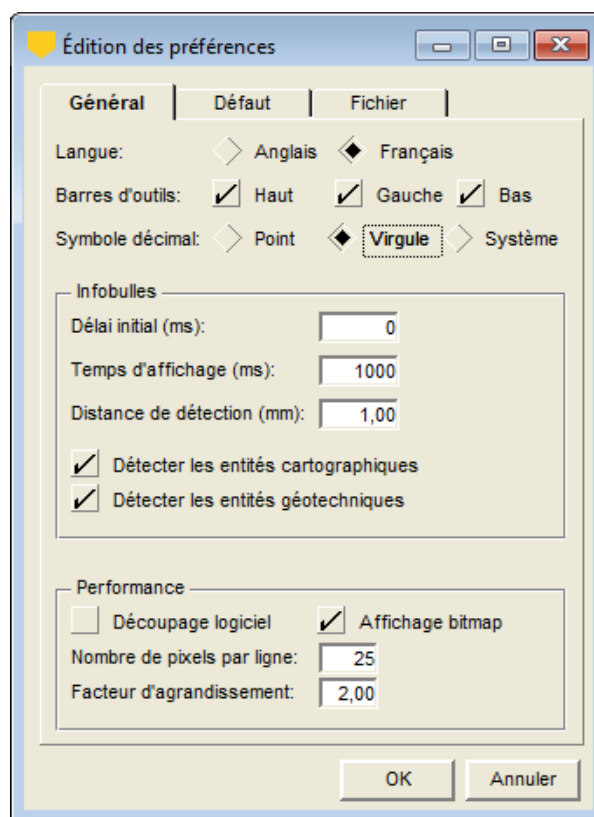 Édition des préférences
Général Défaut Fichier
Langue: Anglais Français
Barres d'outils: Haut Gauche Bas
Symbole décimal: Point Virgule Système
Infobulles
Délai initial (ms): 0
Temps d'affichage (ms): 1000
Distance de détection (mm): 1,00
Détecter les entités cartographiques
Détecter les entités géotechniques
Performance
Découpage logiciel Affichage bitmap
Nombre de pixels par ligne: 25
Facteur d'agrandissement: 2,00
OK Annuler